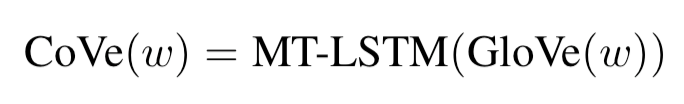 CoVe(w) = MT-LSTM(GloVe(w))